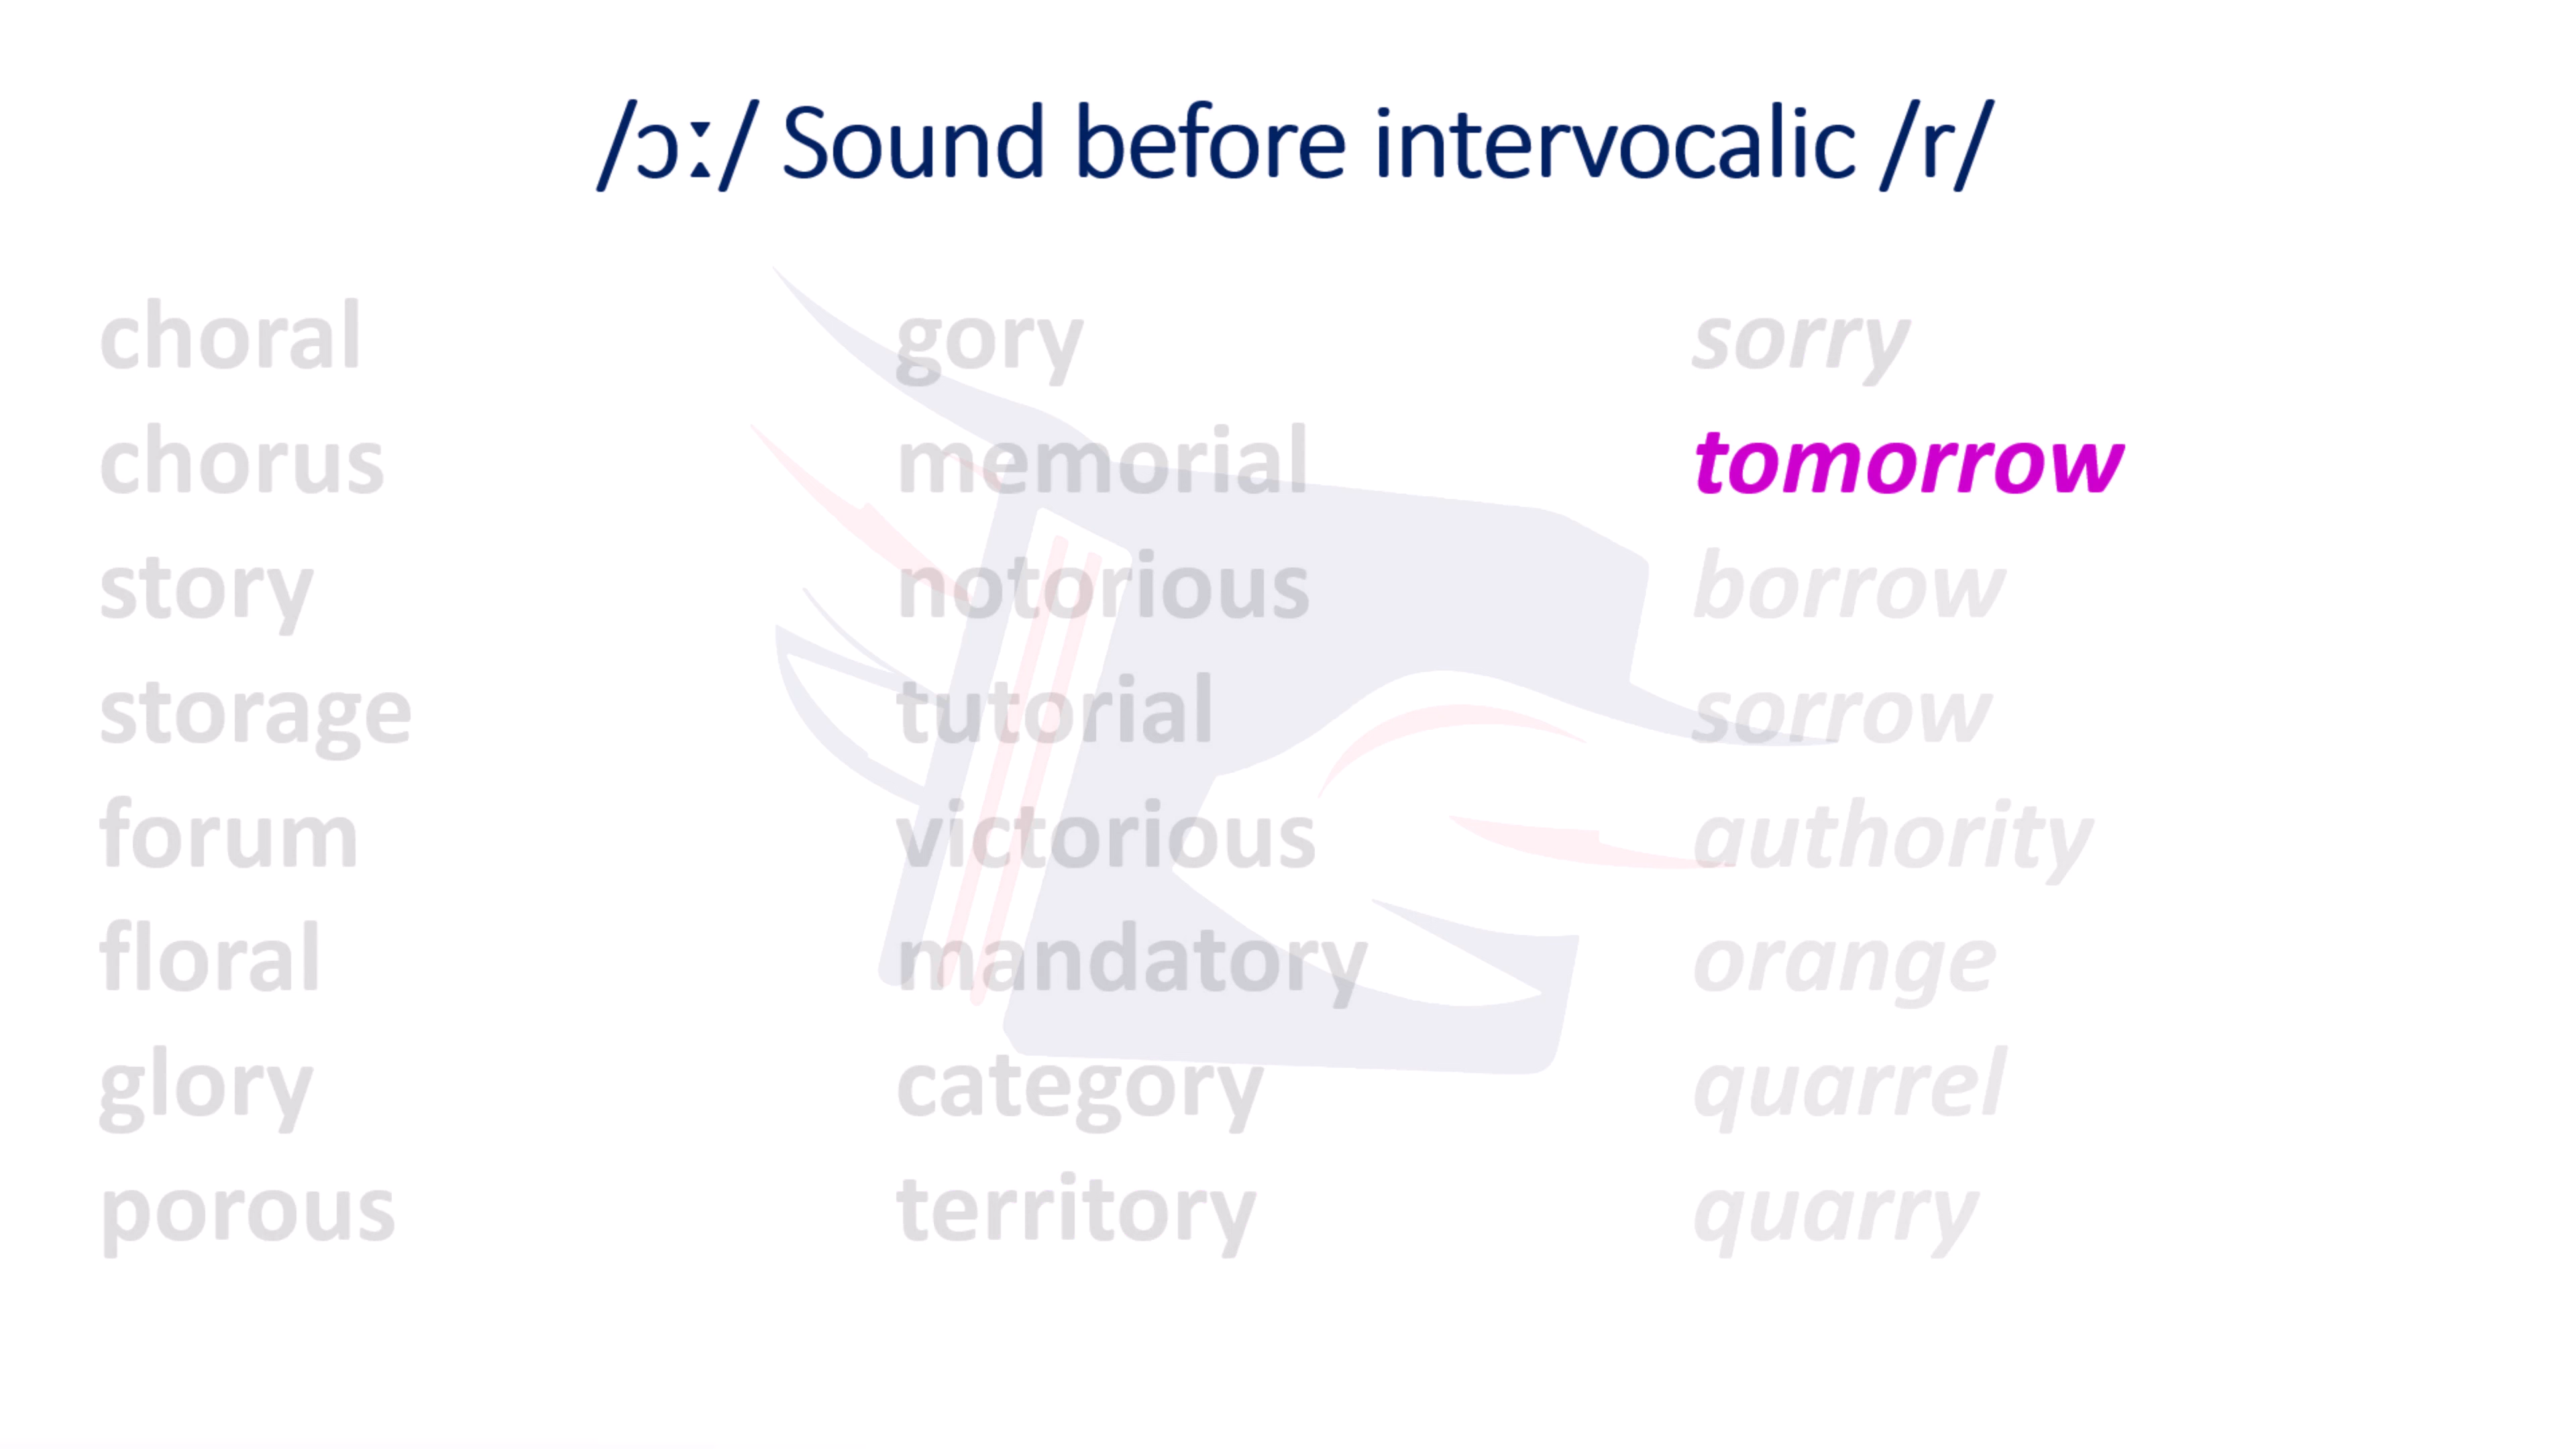 /ɔː/ Sound before intervocalic /r/
choral
chorus
story
storage
forum
floral
glory
porous
gory
memorial
notorious
tutorial
victorious
mandatory
category
territory
sorry
tomorrow
borrow
sorrow
authority
orange
quarrel
quarry